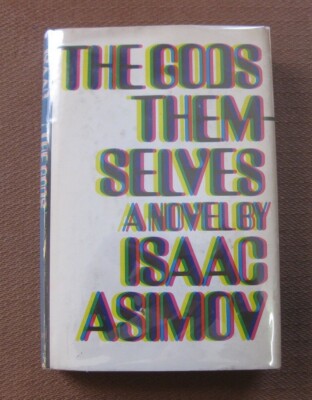 THE GODS
THEM-
SELVES
A NOVEL BY
ISAAC
ASIMOV